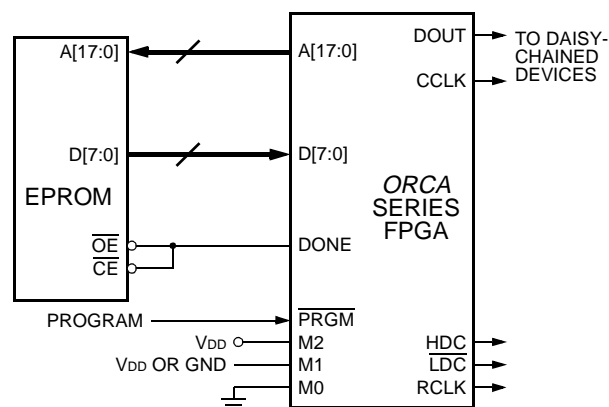 A[17:0]
A[17:0]
DOUT
TO DAISY-
CHAINED
DEVICES
CCLK
D[7:0]
D[7:0]
EPROM
ORCA
SERIES
FPGA
OE
CE
DONE
PROGRAM
PRGM
VDD
M2
HDC
VDD OR GND
M1
LDC
M0
RCLK